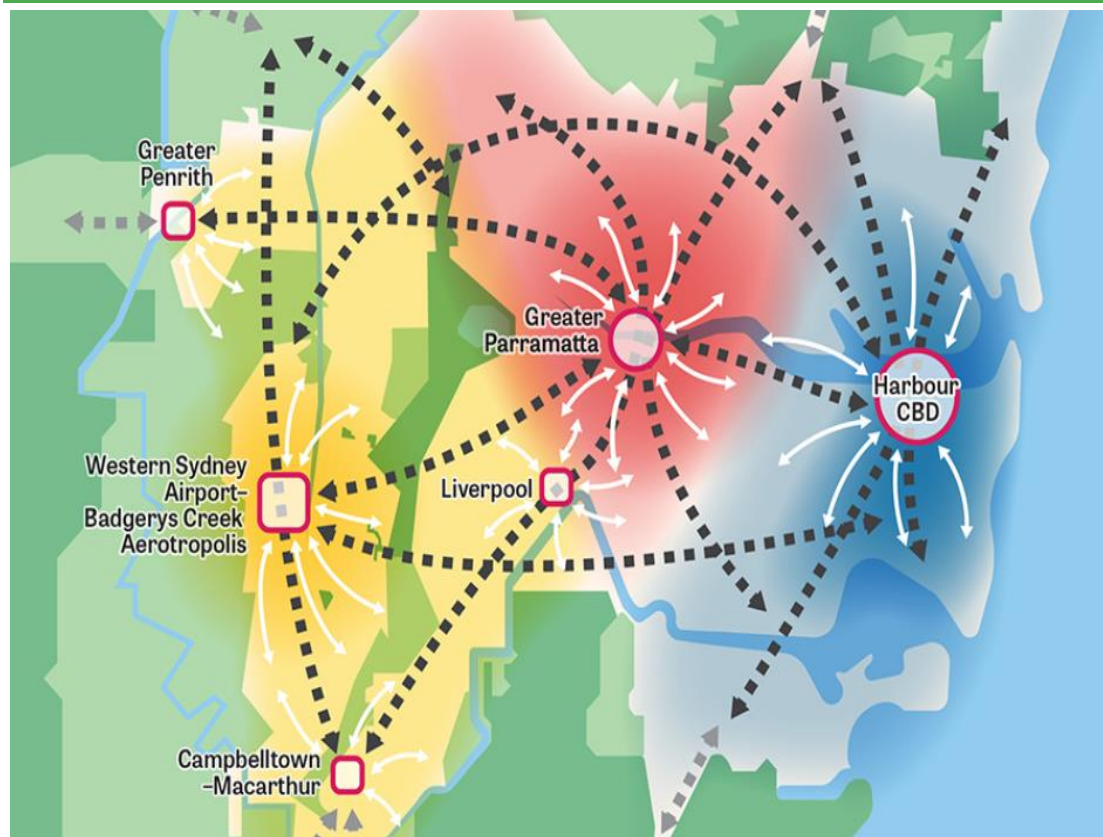 Greater
Penrith
Greater
Parramatta
Harbour
CBD
Western Sydney
Airport–
Badgerys Creek
Aerotropolis
Liverpool
Campbelltown
–Macarthur